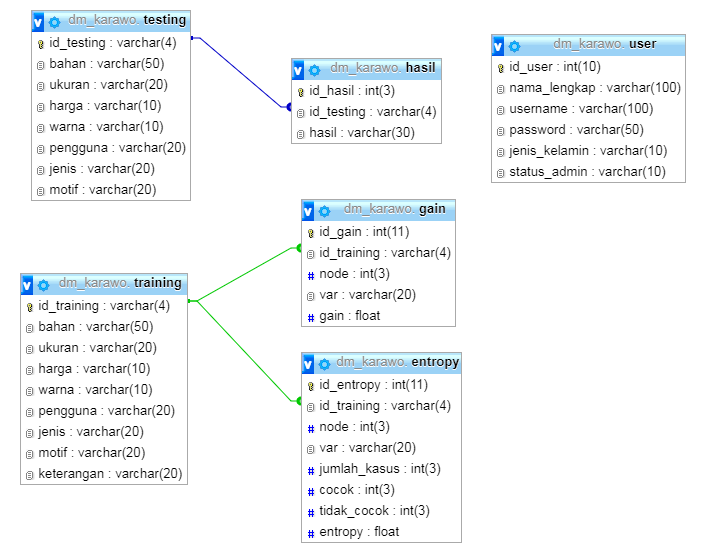 dm_karawo. testing
id_testing : varchar(4)
bahan : varchar(50)
ukuran : varchar(20)
harga : varchar(10)
warna : varchar(10)
pengguna : varchar(20)
jenis : varchar(20)
motif : varchar(20)
dm_karawo. hasil
id_hasil : int(3)
id_testing : varchar(4)
hasil : varchar(30)
dm_karawo. user
id_user : int(10)
nama_lengkap : varchar(100)
username : varchar(100)
password : varchar(50)
jenis_kelamin : varchar(10)
status_admin : varchar(10)
dm_karawo. gain
id_gain : int(11)
id_training : varchar(4)
node : int(3)
var : varchar(20)
gain : float
dm_karawo. training
id_training : varchar(4)
bahan : varchar(50)
ukuran : varchar(20)
harga : varchar(10)
warna : varchar(10)
pengguna : varchar(20)
jenis : varchar(20)
motif : varchar(20)
keterangan : varchar(20)
dm_karawo. entropy
id_entropy : int(11)
id_training : varchar(4)
node : int(3)
var : varchar(20)
jumlah_kasus : int(3)
cocok : int(3)
tidak_cocok : int(3)
entropy : float